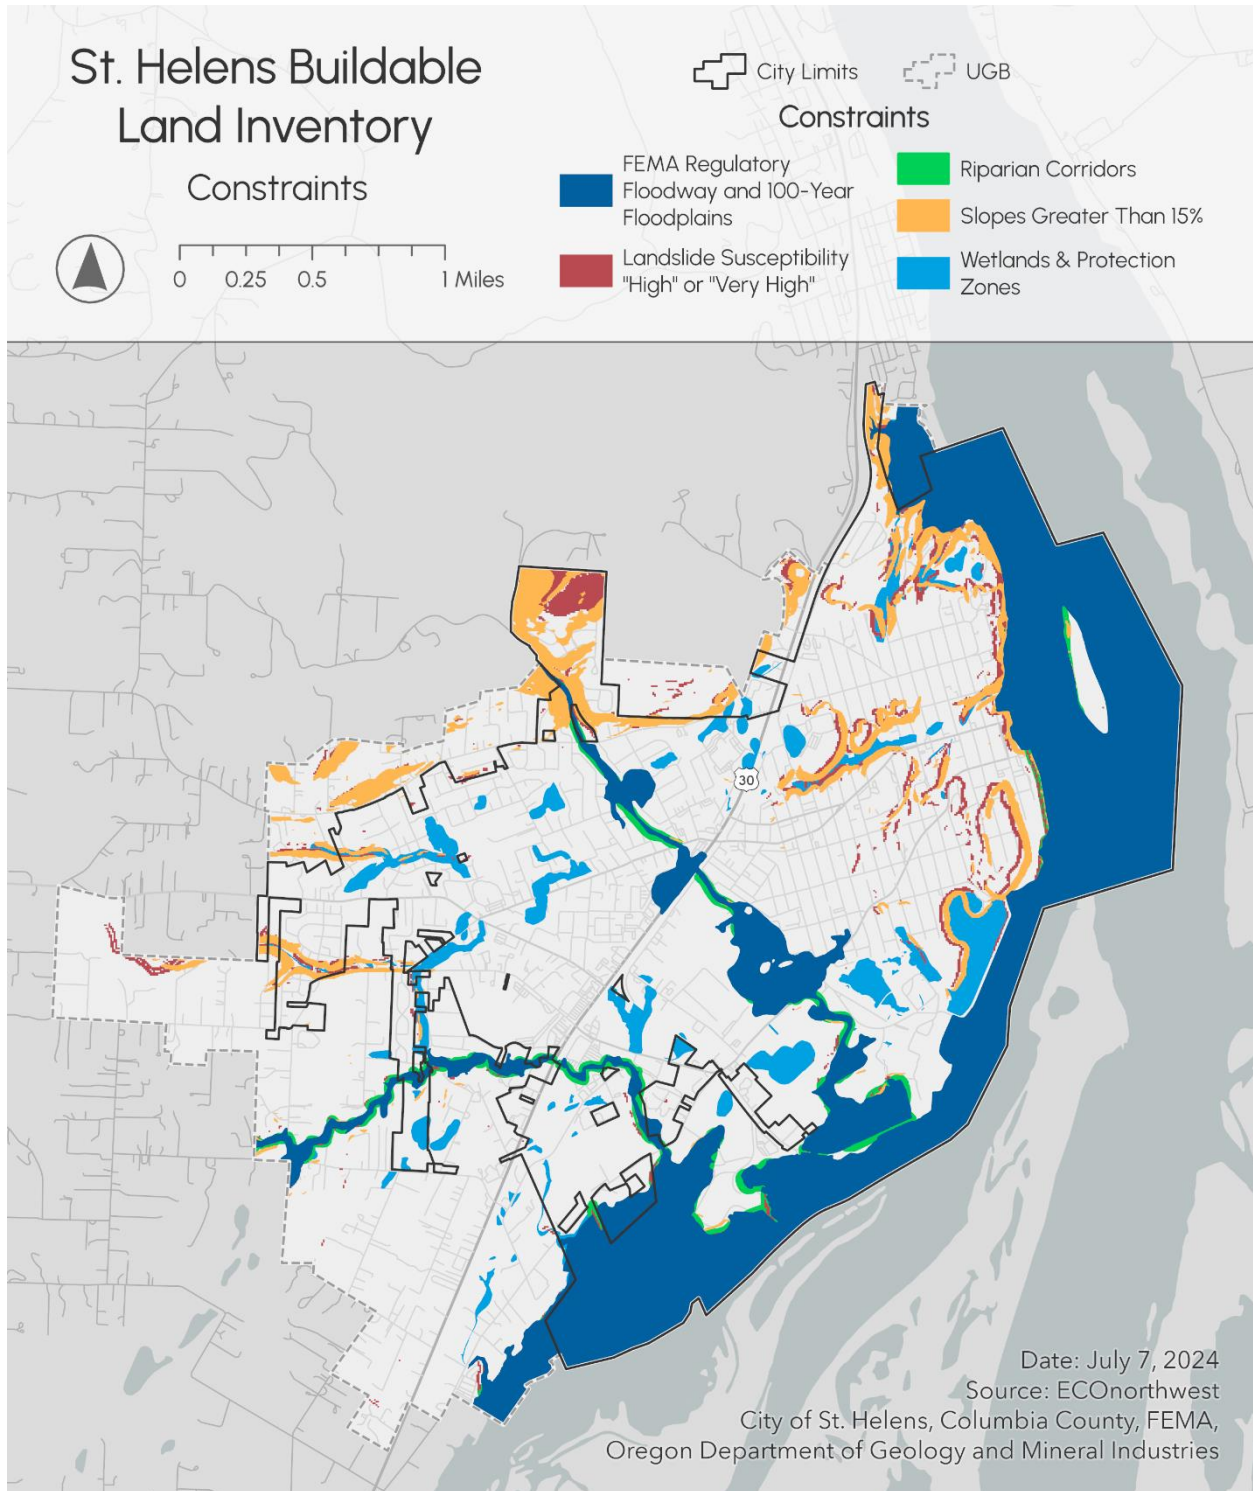 St. Helens Buildable
Land Inventory
Constraints
0 0.25 0.5 1 Miles
City Limits
UGB
Constraints
FEMA Regulatory
Floodway and 100-Year
Floodplains
Landslide Susceptibility
"High" or "Very High"
Riparian Corridors
Slopes Greater Than 15%
Wetlands & Protection
Zones
30
Date: July 7, 2024
Source: ECOnorthwest
City of St. Helens, Columbia County, FEMA,
Oregon Department of Geology and Mineral Industries